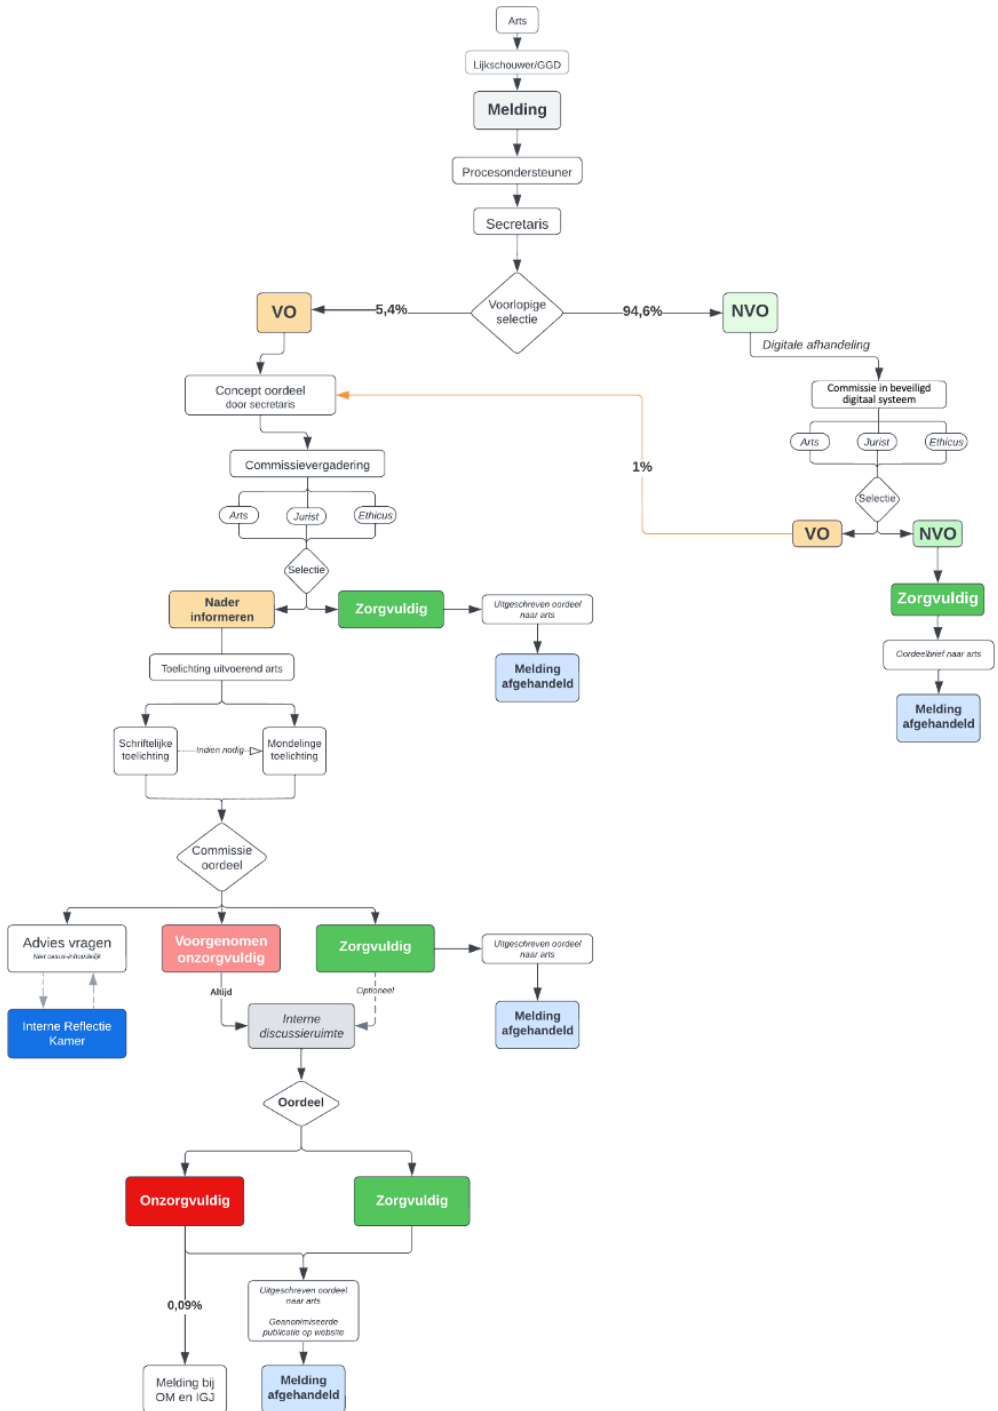 Arts
Lijkschouwer/GGD
Melding
Procesondersteuner
Secretaris
Voorlopige
selectie
5,4%
94,6%
VO
NVO
Digitale afhandeling
Concept oordeel
door secretaris
Commissie in beveiligd
digitaal systeem
Arts
Jurist
Ethicus
Commissievergadering
1%
Selectie
Arts
Jurist
Ethicus
VO
NVO
Selectie
Nader
informeren
Zorgvuldig
Uitgeschreven oordeel
naar arts
Zorgvuldig
Oordeelbrief naar arts
Toelichting uitvoerend arts
Melding
afgehandeld
Melding
afgehandeld
Schriftelijke
toelichting
Indien nodig
Mondelinge
toelichting
Commissie
oordeel
Advies vragen
Niet casus-inhoudelijk
Voorgenomen
onzorgvuldig
Zorgvuldig
Uitgeschreven oordeel
naar arts
Altijd
Optioneel
Interne Reflectie
Kamer
Interne
discussieruimte
Melding
afgehandeld
Oordeel
Onzorgvuldig
Zorgvuldig
0,09%
Uitgeschreven oordeel
naar arts
Geanonimiseerde
publicatie op website
Melding bij
OM en IGJ
Melding
afgehandeld